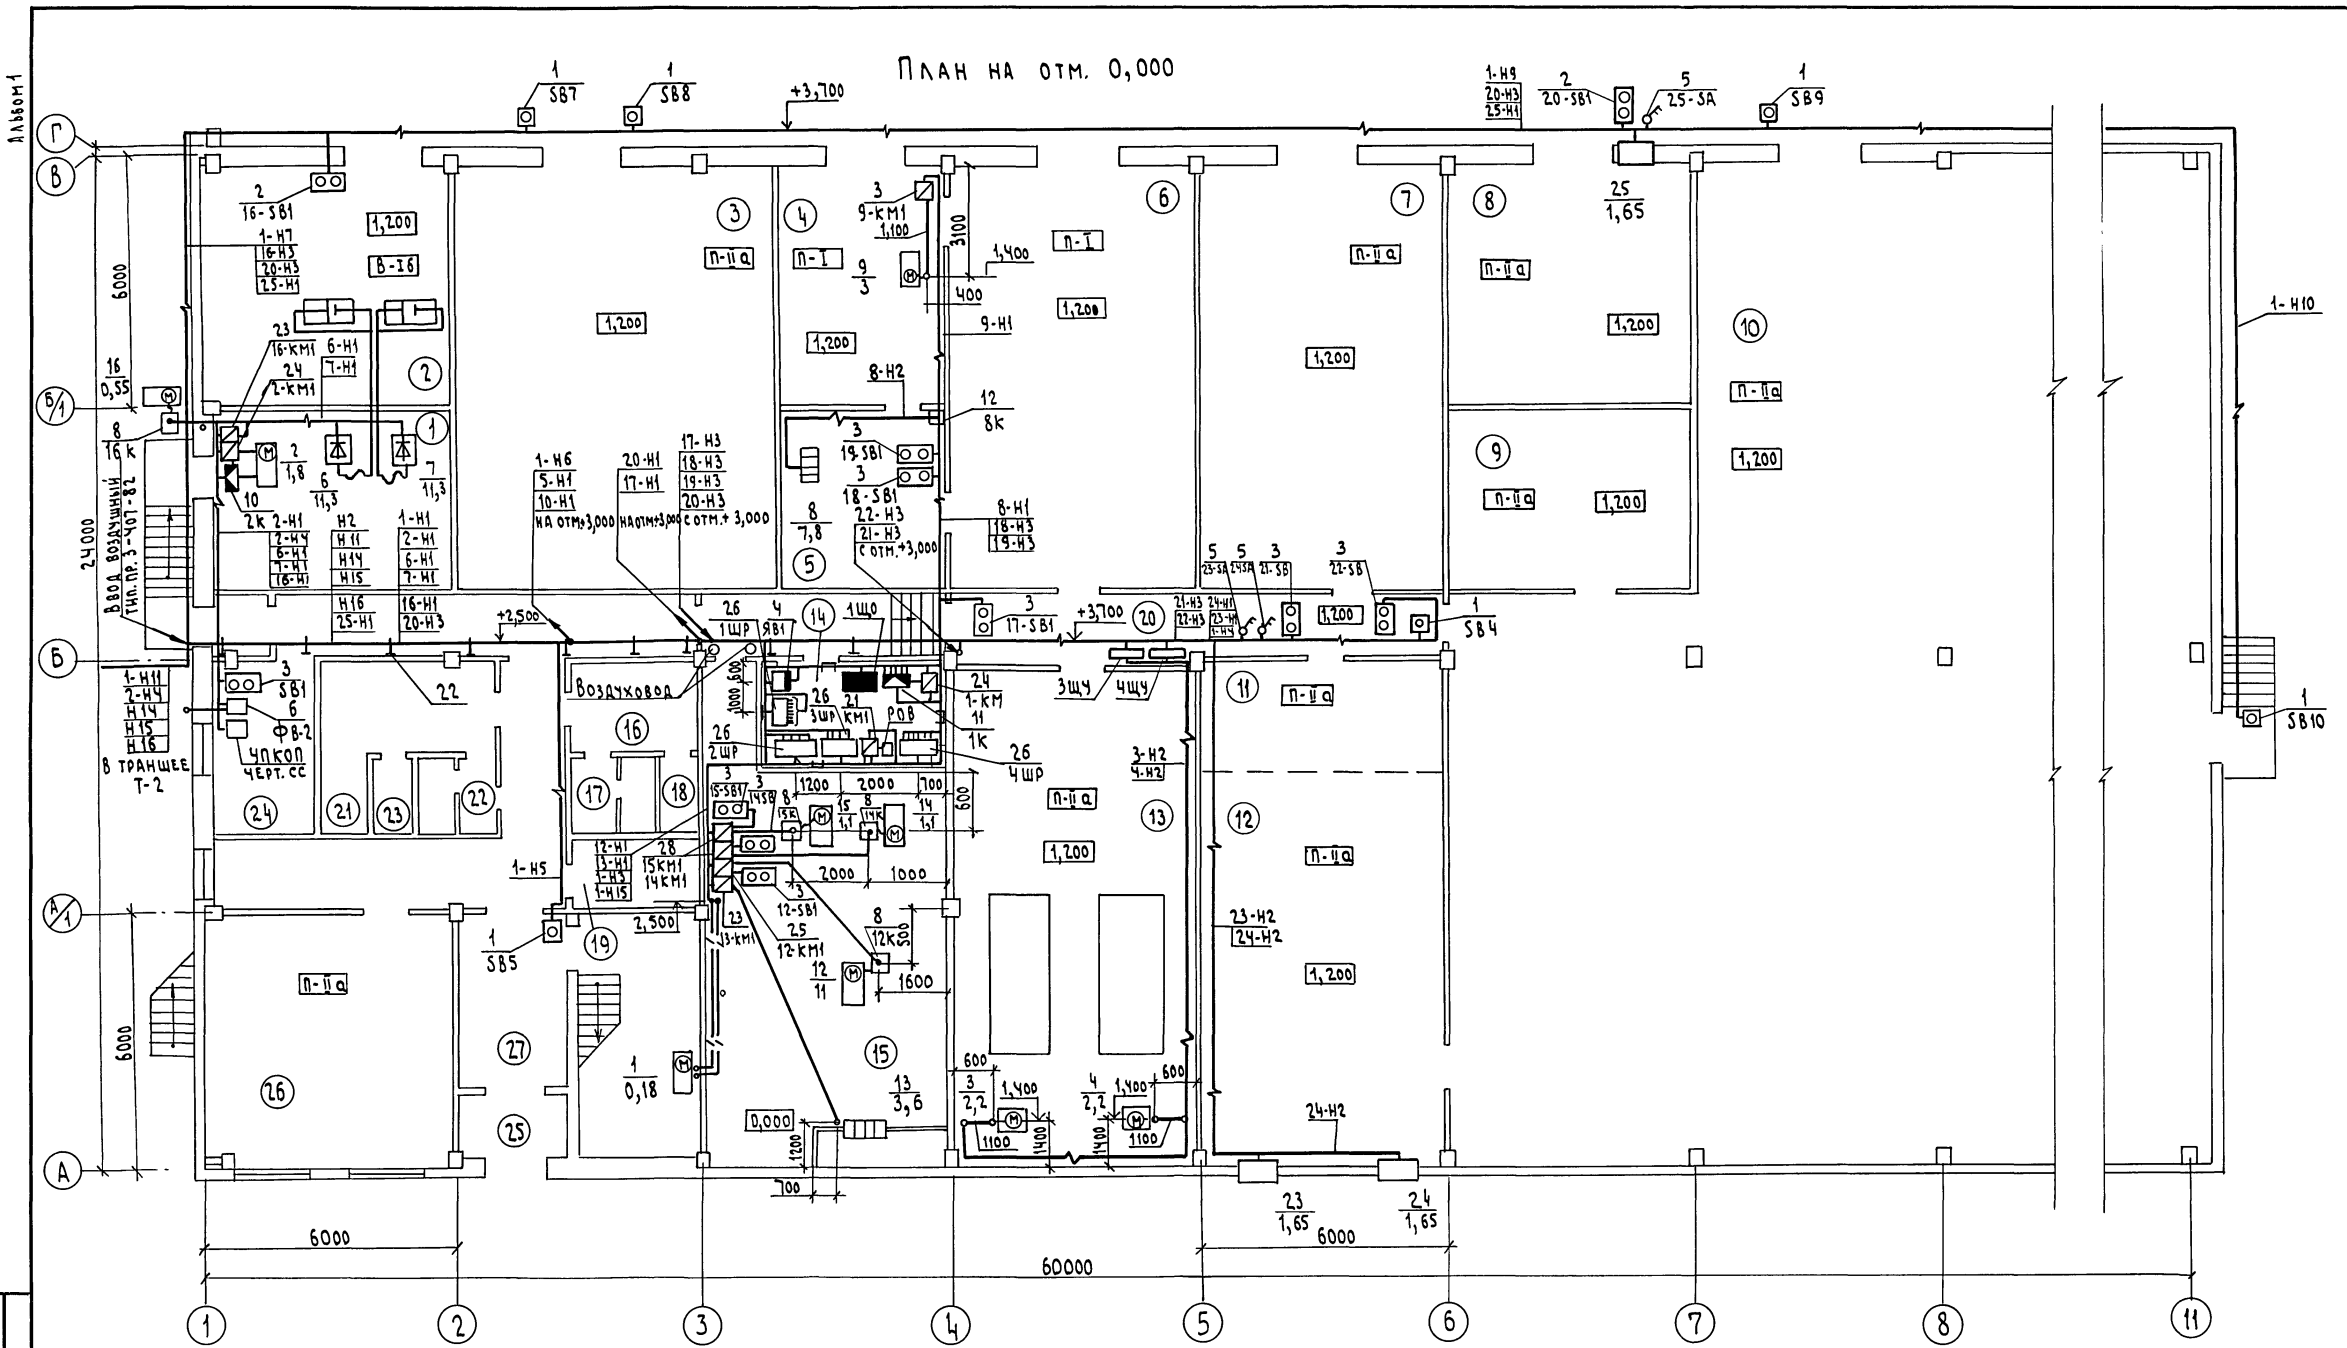 Альбом 1
План на отм. 0,000
1
SB7
1
SB8
+3,700
1-Н9
20-Н3
25-Н1
2
20-SB1
5
25-SA
1
SB9
Г
В
2
16-SB1
1,200
1-Н7
16-Н3
20-Н3
25-Н1
В-Iб
6000
3
П-IIа
4
П-I
3
9-КМ1
1,100
3100
9
3
1,400
400
6
П-I
1,200
7
П-IIа
8
П-IIа
25
1,65
1-Н10
1,200
9-Н1
1,200
1,200
1,200
10
П-IIа
1,200
23
16-КМ1
6-Н1
7-Н1
24
2-КМ1
2
16
0,55
Б/1
8
16К
1
8-Н2
12
8К
2
1,8
6
11,3
7
11,3
10
2К
3
19-SB1
3
18-SB1
9
П-IIа
1,200
24000
Ввод воздушный
тип.пр. 3-407-82
2-Н1
2-Н4
6-Н1
7-Н1
16-Н1
Н2
Н11
Н14
Н15
Н16
25-Н1
1-Н1
2-Н1
6-Н1
7-Н1
16-Н1
20-Н3
1-Н6
5-Н1
10-Н1
на отм.+3,000
20-Н1
17-Н1
на отм+3,000
17-Н3
18-Н3
19-Н3
20-Н3
с отм.+3,000
8
7,8
5
22-Н3
21-Н3
с отм.+3,000
8-Н1
18-Н3
19-Н3
+2,500
26
1ШР
4
ЯВ1
14
1ЩО
3
17-SB1
+3,700
20
21-Н3
22-Н3
24-Н1
23-Н1
1-Н4
5
23-SA
5
24SA
3
21-SB
1,200
3
22-SB
1
SB4
Б
1-Н11
2-Н4
Н14
Н15
Н16
В траншее
Т-2
3
SB1
6
ФВ-2
УПКОП
черт. СС
22
Воздуховод
600
1000
26
3ШР
21
КМ1
РОВ
24
1-КМ
11
1К
3ЩУ
4ЩУ
11
П-IIа
1
SB10
16
26
2ШР
26
4ШР
3-Н2
4-Н2
24
21
23
22
17
18
3
15-SB1
3
14SB
1200
2000
700
600
8
15К
15
1,1
8
14К
14
1,1
П-IIа
13
12
1,200
П-IIа
12-Н1
13-Н1
1-Н3
1-Н15
28
15КМ1
14КМ1
1-Н5
2000
1000
3
12-SB1
А/1
2,500
23
13-КМ1
25
12-КМ1
8
12К
500
12
11
1600
23-Н2
24-Н2
1,200
1
SB5
19
П-IIа
6000
27
26
25
1
0,18
15
13
3,6
0,000
1200
700
600
3
2,2
1,400
1100
1400
4
2,2
1,400
600
1400
1100
24-Н2
А
23
1,65
24
1,65
6000
6000
60000
1
2
3
4
5
6
7
8
11